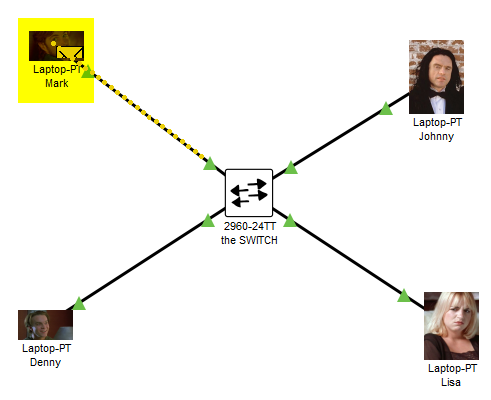 Laptop-PT
Mark
Laptop-PT
Johnny
2960-24TT
the SWITCH
Laptop-PT
Denny
Laptop-PT
Lisa